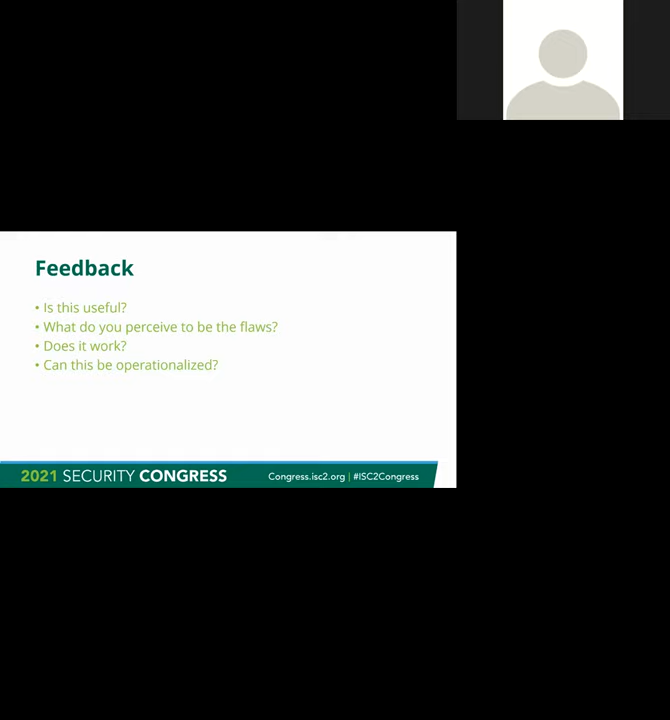 Feedback
• Is this useful?
• What do you perceive to be the flaws?
• Does it work?
• Can this be operationalized?
2021 SECURITY CONGRESS
Congress.isc2.org | #ISC2Congress